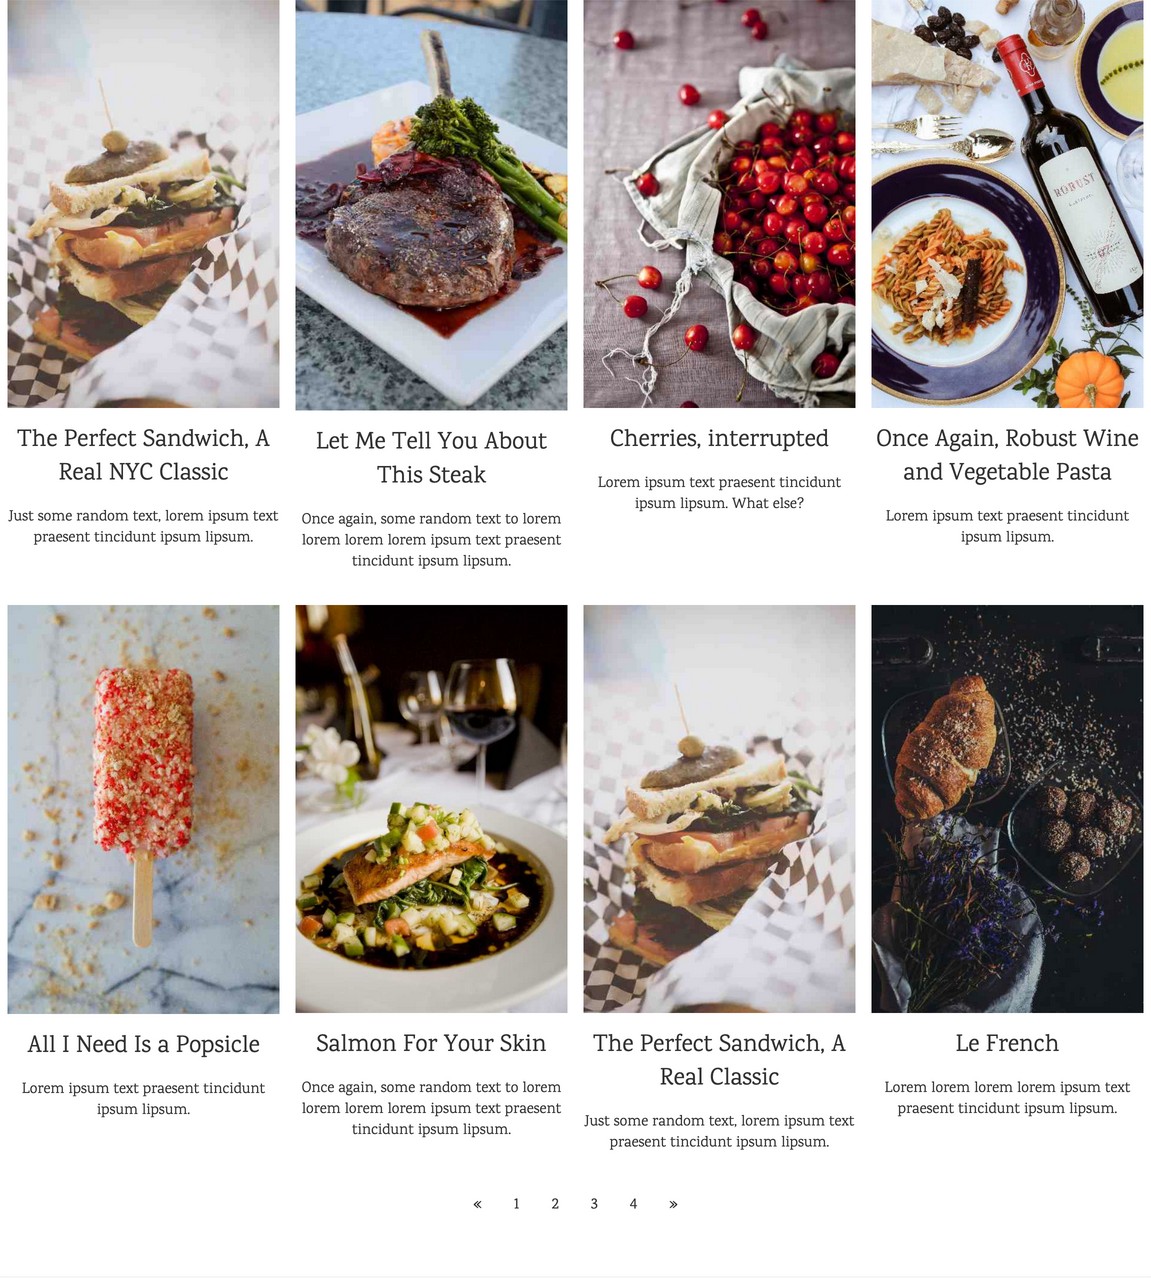 ROBUST
The Perfect Sandwich, A
Real NYC Classic
Just some random text, lorem ipsum text
praesent tincidunt ipsum lipsum.
Let Me Tell You About
This Steak
Once again, some random text to lorem
lorem lorem lorem ipsum text praesent
tincidunt ipsum lipsum.
Cherries, interrupted
Lorem ipsum text praesent tincidunt
ipsum lipsum. What else?
Once Again, Robust Wine
and Vegetable Pasta
Lorem ipsum text praesent tincidunt
ipsum lipsum.
All I Need Is a Popsicle
Lorem ipsum text praesent tincidunt
ipsum lipsum.
Salmon For Your Skin
Once again, some random text to lorem
lorem lorem lorem ipsum text praesent
tincidunt ipsum lipsum.
The Perfect Sandwich, A
Real Classic
Just some random text, lorem ipsum text
praesent tincidunt ipsum lipsum.
Le French
Lorem lorem lorem lorem ipsum text
praesent tincidunt ipsum lipsum.
« 1 2 3 4 »